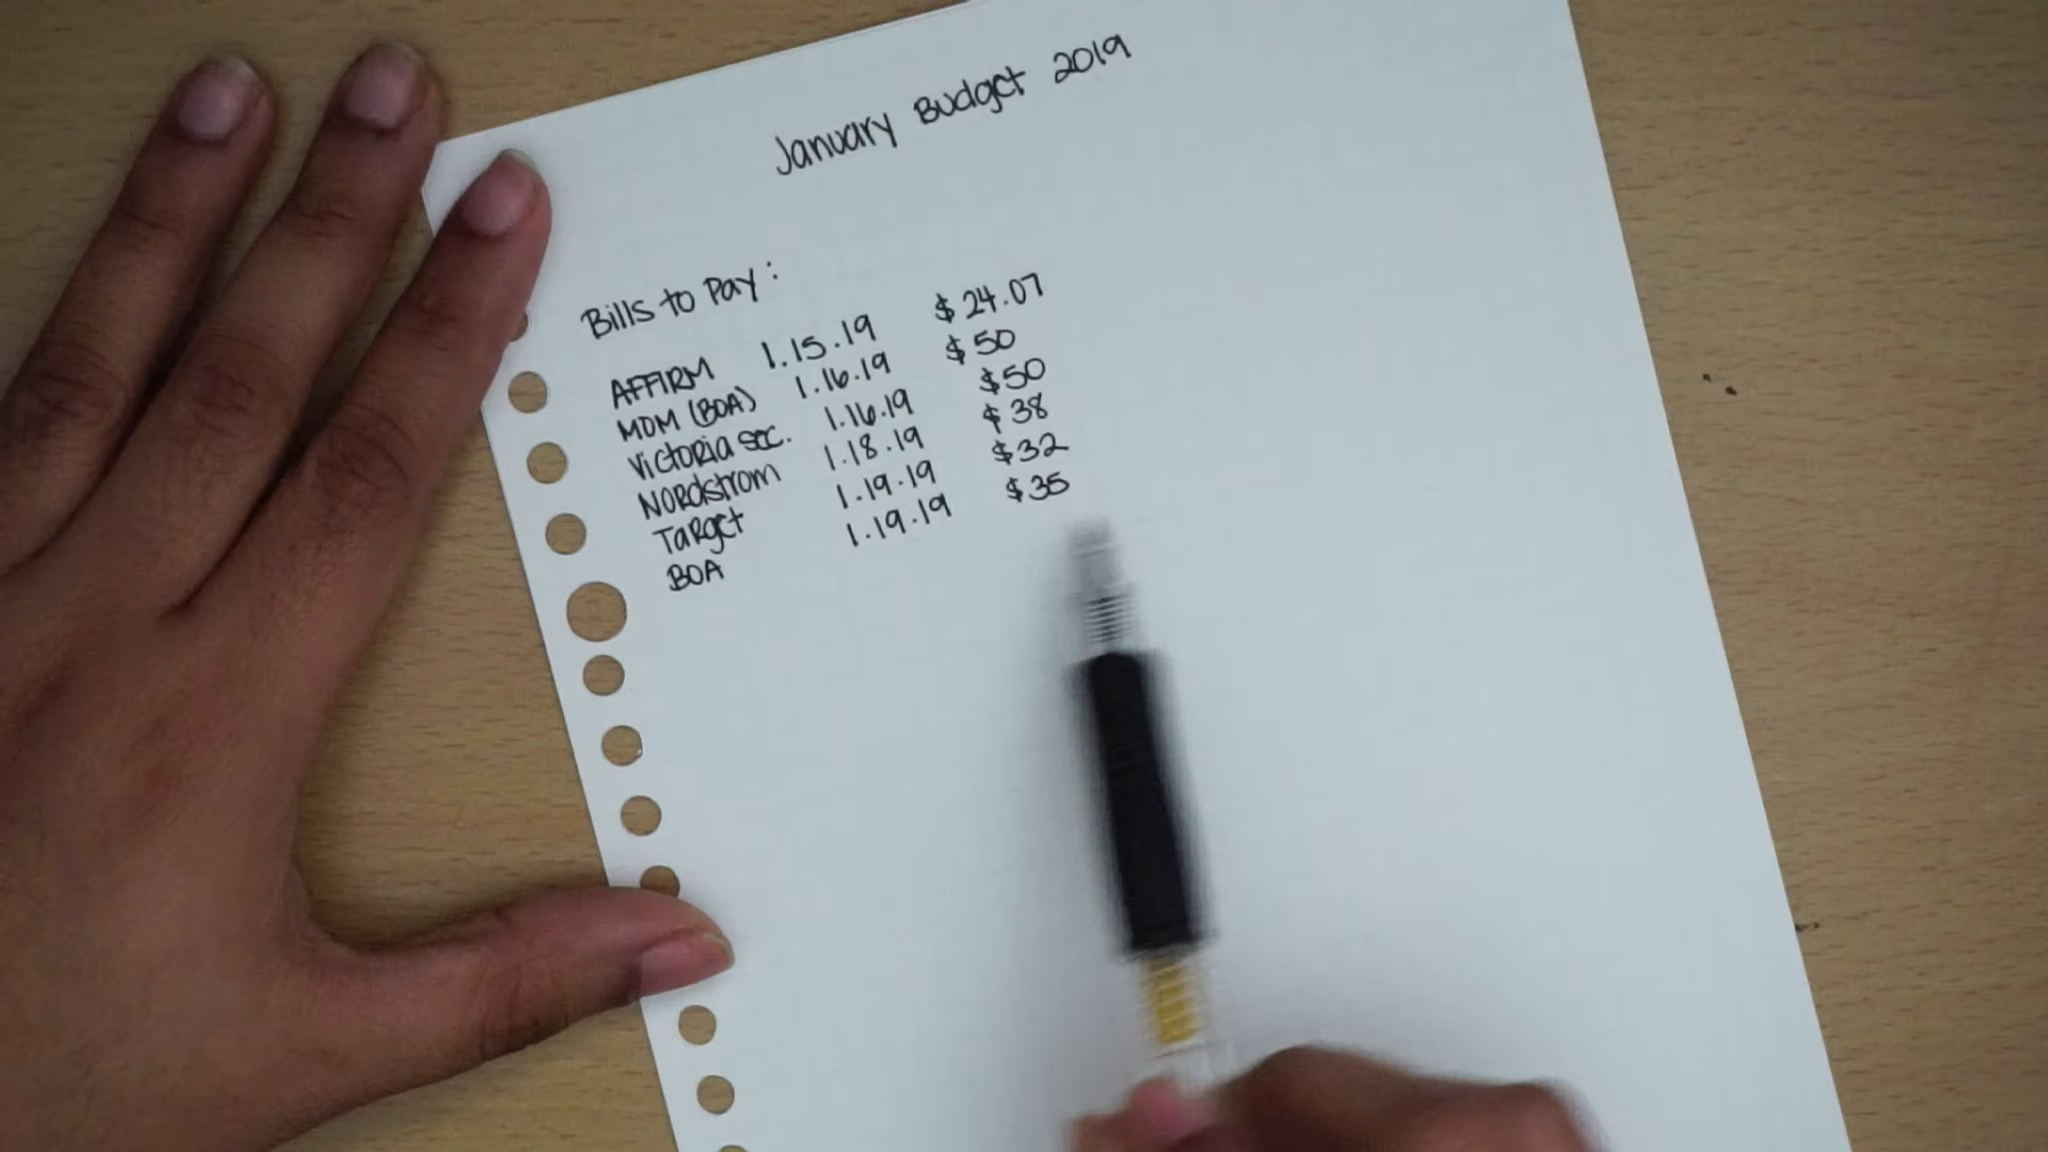 January Budget 2019
Bills to Pay:
AFFIRM 1.15.19 $24.07
MOM (BOA) 1.16.19 $50
Victoria sec. 1.16.19 $50
Nordstrom 1.18.19 $38
Target 1.19.19 $32
BOA 1.19.19 $35